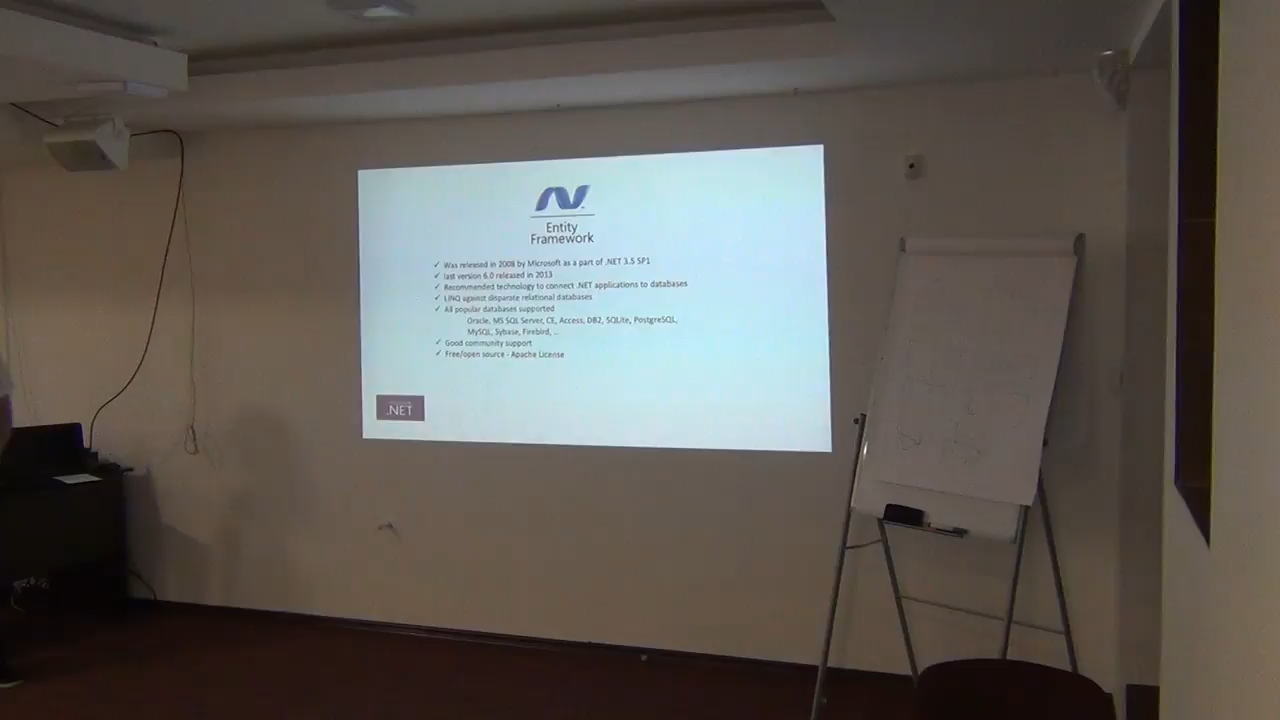 Entity
Framework
✓ Was released in 2008 by Microsoft as a part of .NET 3.5 SP1
✓ last version 6.0 released in 2013
✓ Recommended technology to connect .NET applications to databases
✓ LINQ against disparate relational databases
✓ All popular databases supported
Oracle, MS SQL Server, CE, Access, DB2, SQLite, PostgreSQL,
MySQL, Sybase, Firebird, ...
✓ Good community support
✓ Free/open source - Apache License
.NET